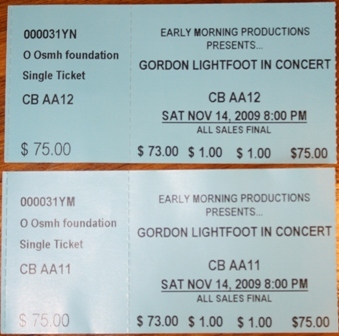 000031YN
O Osmh foundation
Single Ticket
CB AA12
$ 75.00
EARLY MORNING PRODUCTIONS
PRESENTS...
GORDON LIGHTFOOT IN CONCERT
CB AA12
SAT NOV 14, 2009 8:00 PM
ALL SALES FINAL
$ 73.00 $ 1.00 $ 1.00 $75.00
000031YM
O Osmh foundation
Single Ticket
CB AA11
$ 75.00
EARLY MORNING PRODUCTIONS
PRESENTS...
GORDON LIGHTFOOT IN CONCERT
CB AA11
SAT NOV 14, 2009 8:00 PM
ALL SALES FINAL
$ 73.00 $ 1.00 $ 1.00 $75.00